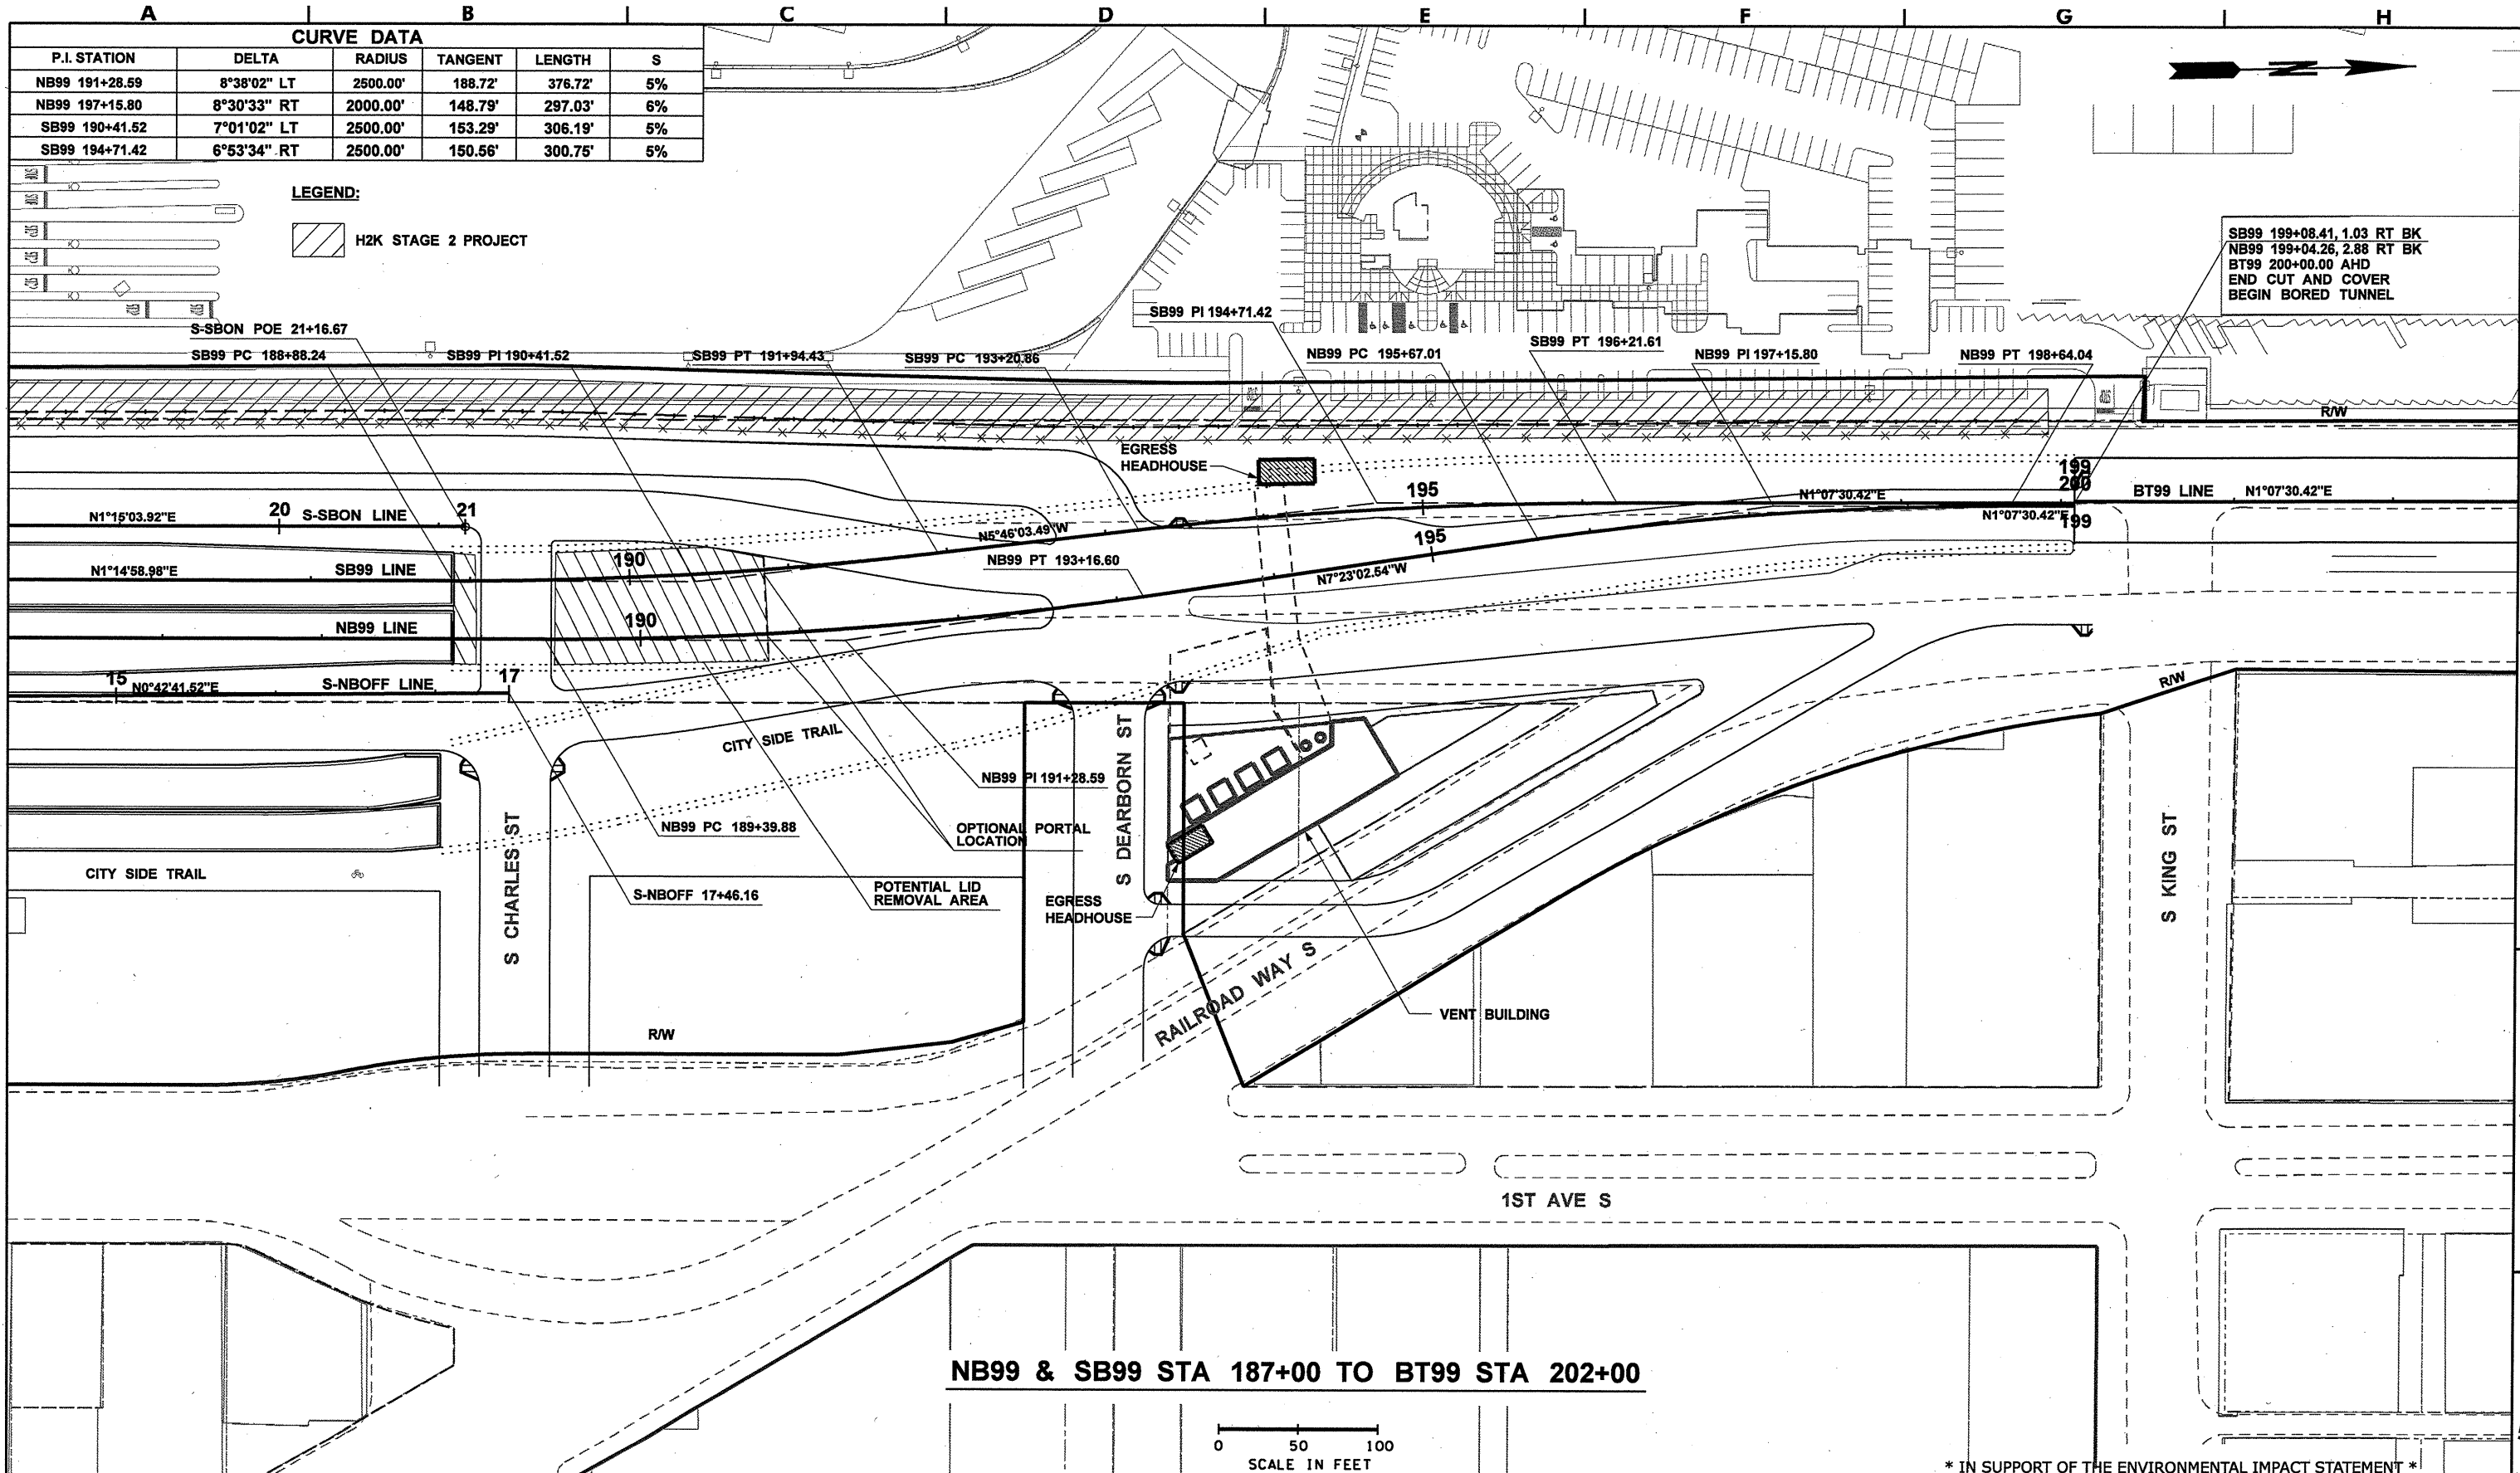 A B C D E F G H
CURVE DATA
P.I. STATION DELTA RADIUS TANGENT LENGTH S
NB99 191+28.59 8°38'02" LT 2500.00' 188.72' 376.72' 5%
NB99 197+15.80 8°30'33" RT 2000.00' 148.79' 297.03' 6%
SB99 190+41.52 7°01'02" LT 2500.00' 153.29' 306.19' 5%
SB99 194+71.42 6°53'34" RT 2500.00' 150.56' 300.75' 5%
N
LEGEND:
H2K STAGE 2 PROJECT
SB99 199+08.41, 1.03 RT BK
NB99 199+04.26, 2.88 RT BK
BT99 200+00.00 AHD
END CUT AND COVER
BEGIN BORED TUNNEL
S-SBON POE 21+16.67
SB99 PC 188+88.24
SB99 PI 190+41.52
SB99 PT 191+94.43
SB99 PC 193+20.86
SB99 PI 194+71.42
NB99 PC 195+67.01
SB99 PT 196+21.61
NB99 PI 197+15.80
NB99 PT 198+64.04
R/W
EGRESS
HEADHOUSE
199
200
199
195
N1°07'30.42"E
BT99 LINE
N1°07'30.42"E
N1°07'30.42"E
N1°15'03.92"E
20
S-SBON LINE
21
N5°46'03.49"W
195
NB99 PT 193+16.60
N7°23'02.54"W
N1°14'58.98"E
SB99 LINE
190
NB99 LINE
190
15
N0°42'41.52"E
S-NBOFF LINE
17
R/W
CITY SIDE TRAIL
NB99 PI 191+28.59
S DEARBORN ST
NB99 PC 189+39.88
OPTIONAL PORTAL
LOCATION
S CHARLES ST
S KING ST
CITY SIDE TRAIL
S-NBOFF 17+46.16
POTENTIAL LID
REMOVAL AREA
EGRESS
HEADHOUSE
RAILROAD WAY S
VENT BUILDING
R/W
1ST AVE S
NB99 & SB99 STA 187+00 TO BT99 STA 202+00
0 50 100
SCALE IN FEET
* IN SUPPORT OF THE ENVIRONMENTAL IMPACT STATEMENT *